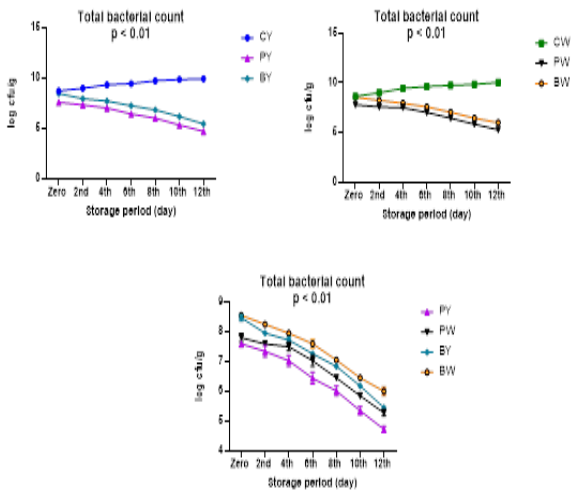 Total bacterial count
p < 0.01
15
10
5
0
log cfu/g
Zero 2nd 4th 6th 8th 10th 12th
Storage period (day)
CY
PY
BY
Total bacterial count
p < 0.01
15
10
5
0
log cfu/g
Zero 2nd 4th 6th 8th 10th 12th
Storage period (day)
CW
PW
BW
Total bacterial count
p < 0.01
9
8
7
6
5
4
log cfu/g
Zero 2nd 4th 6th 8th 10th 12th
Storage period (day)
PY
PW
BY
BW